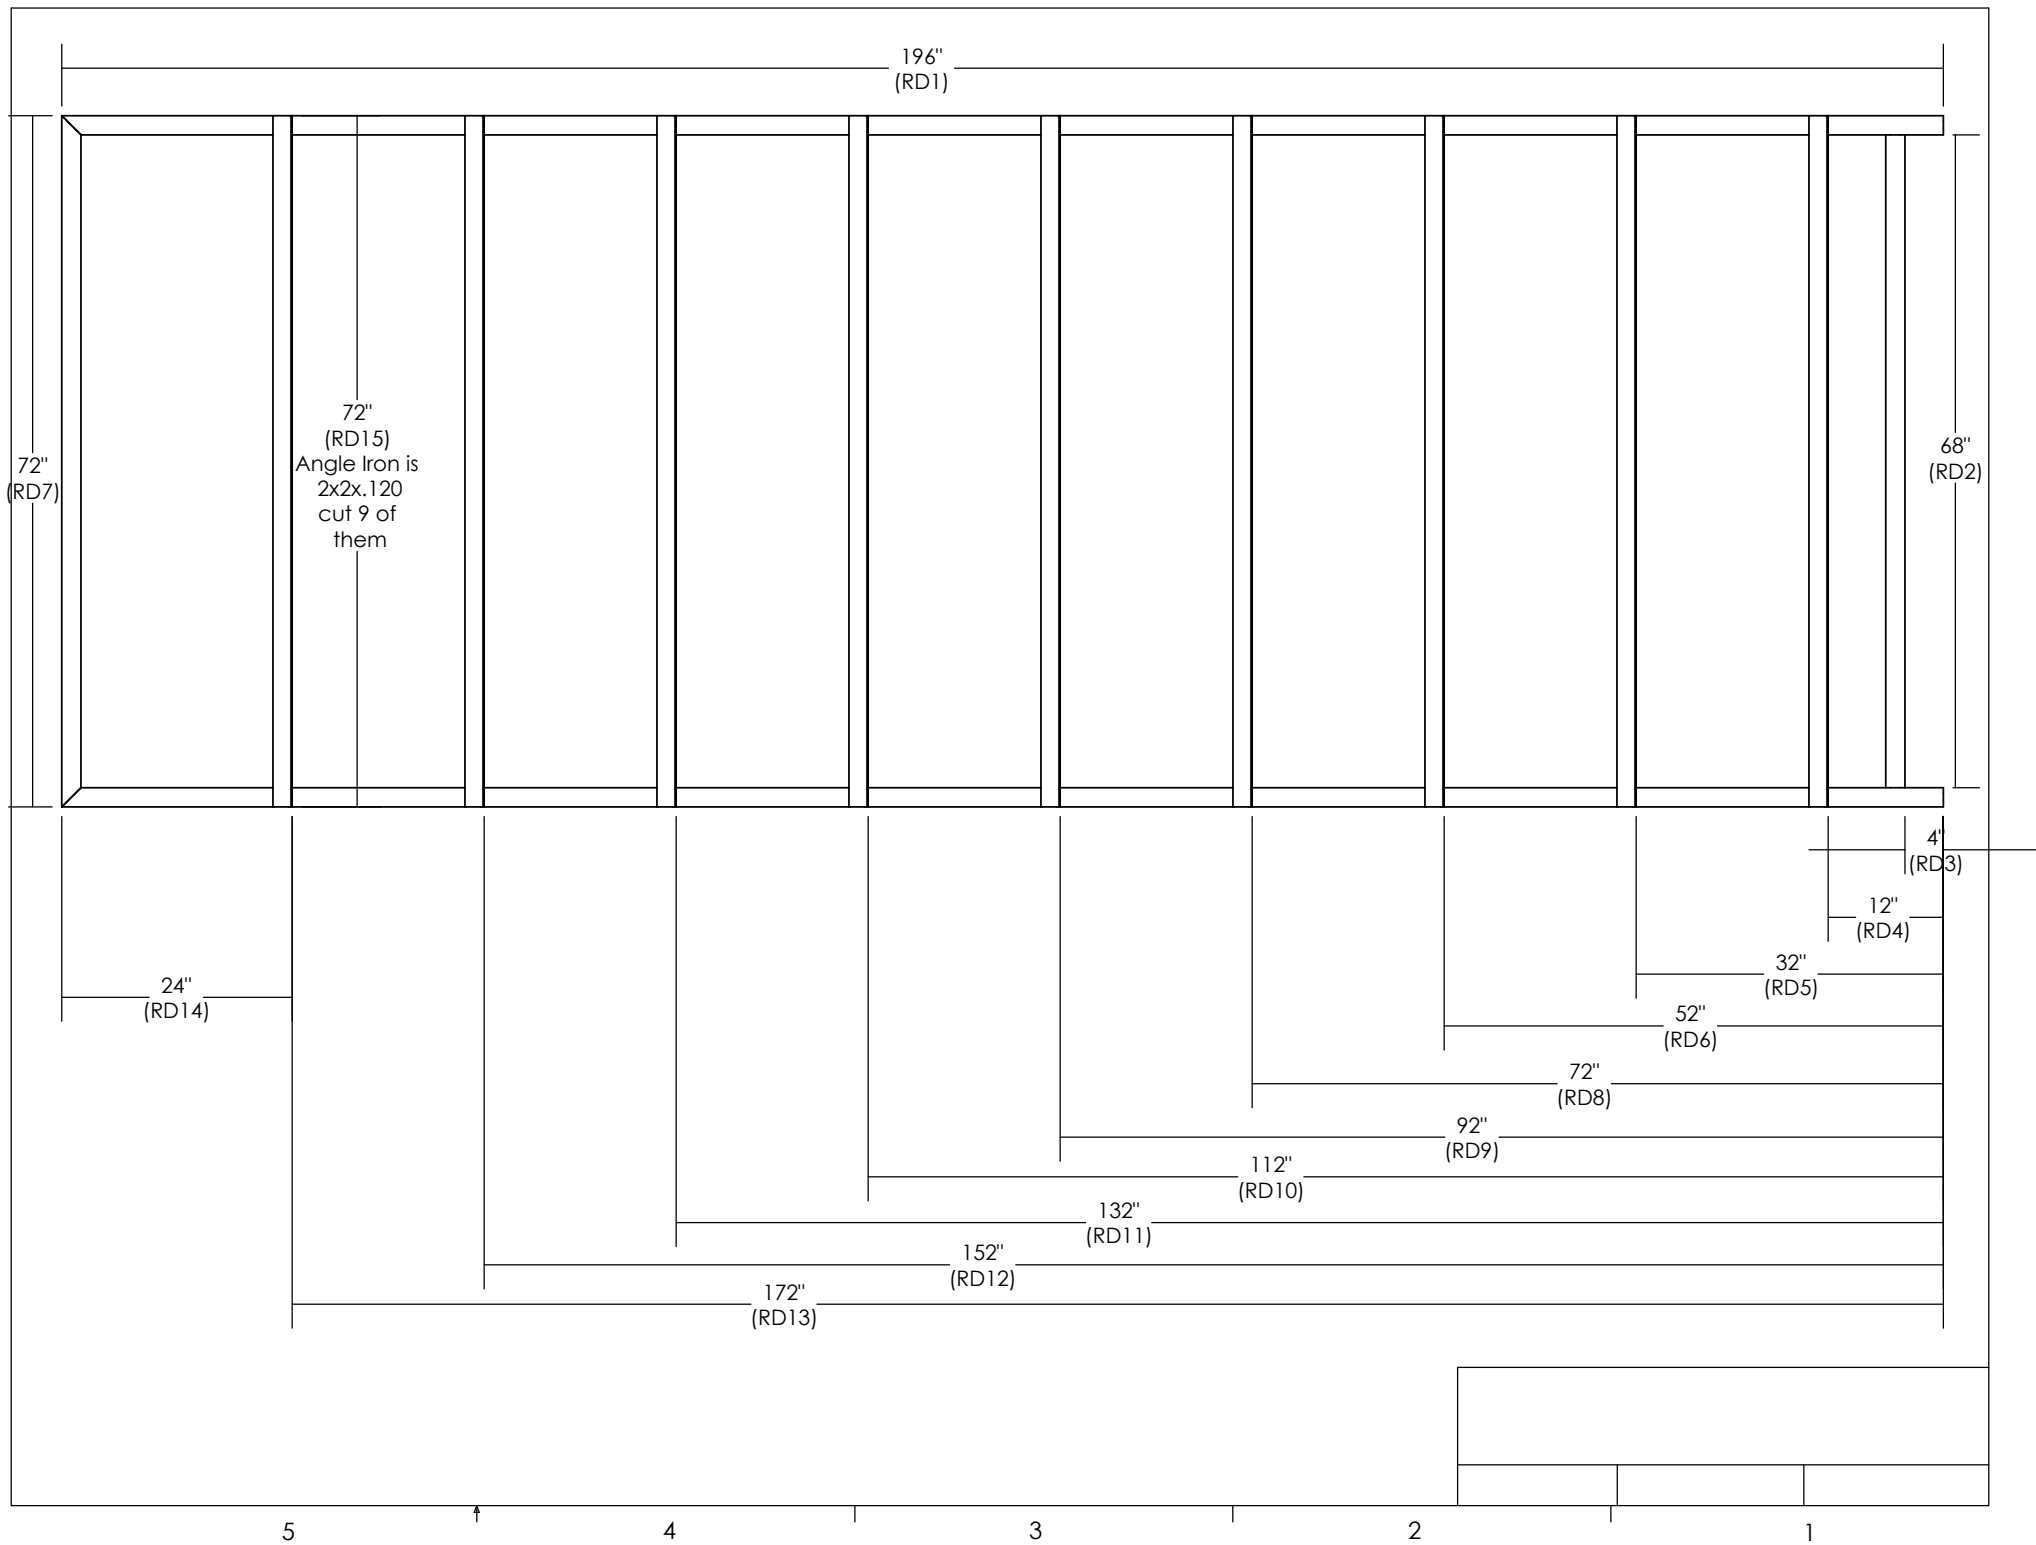 196"
(RD1)
72"
(RD15)
Angle Iron is
2x2x.120
cut 9 of
them
72"
(RD7)
68"
(RD2)
4"
(RD3)
12"
(RD4)
32"
(RD5)
24"
(RD14)
52"
(RD6)
72"
(RD8)
92"
(RD9)
112"
(RD10)
132"
(RD11)
152"
(RD12)
172"
(RD13)
5 4 3 2 1